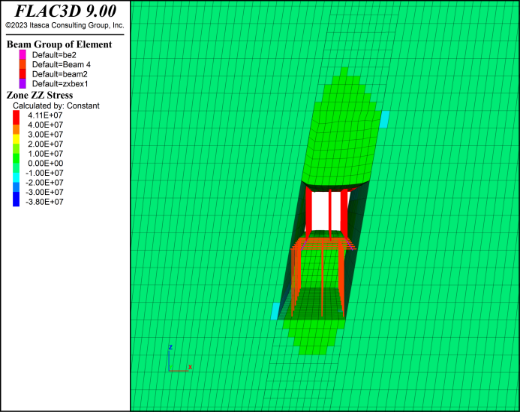 FLAC3D 9.00
©2023 Itasca Consulting Group, Inc.
Beam Group of Element
Default=be2
Default=Beam 4
Default=beam2
Default=zxbex1
Zone ZZ Stress
Calculated by: Constant
4.11E+07
4.00E+07
3.00E+07
2.00E+07
1.00E+07
0.00E+00
-1.00E+07
-2.00E+07
-3.00E+07
-3.80E+07
Z
X